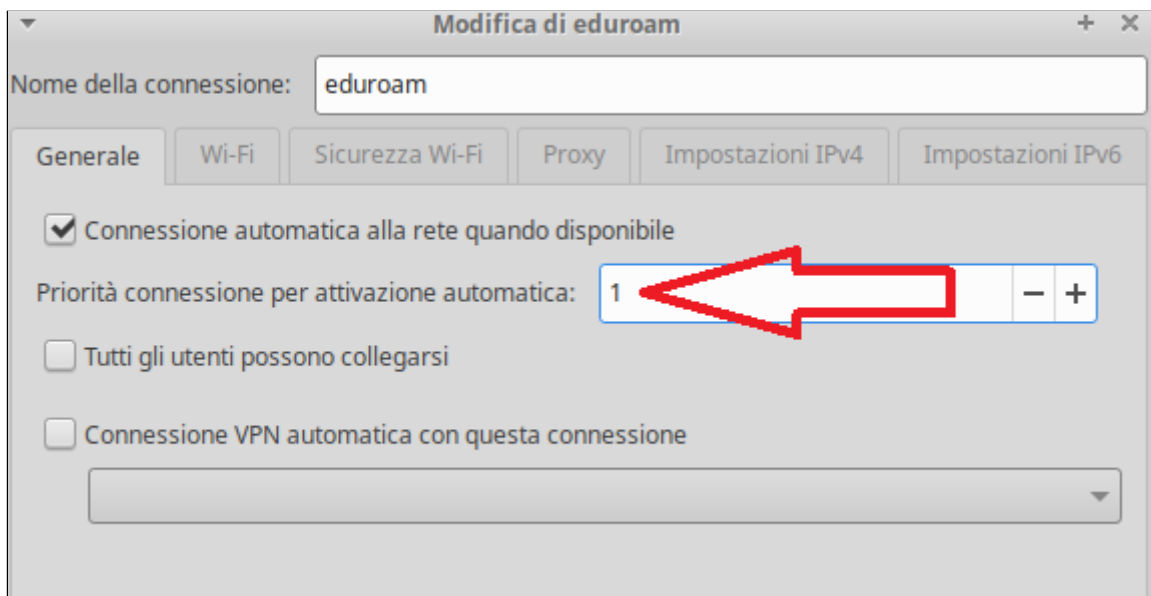 Modifica di eduroam
Nome della connessione: eduroam
Generale Wi-Fi Sicurezza Wi-Fi Proxy Impostazioni IPv4 Impostazioni IPv6
Connessione automatica alla rete quando disponibile
Priorità connessione per attivazione automatica: 1
Tutti gli utenti possono collegarsi
Connessione VPN automatica con questa connessione